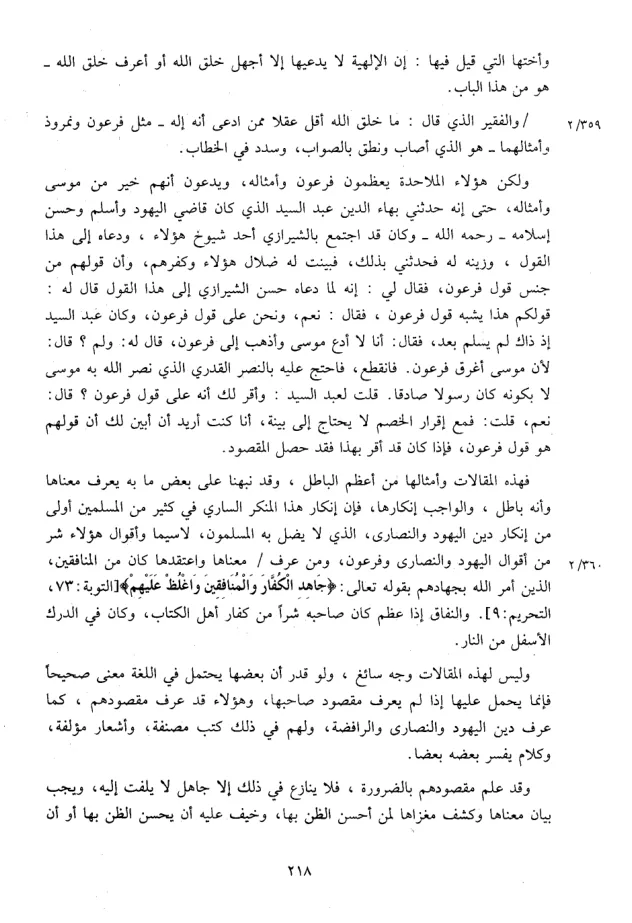 وأختها التي قيل فيها : إن الإلهية لا يدعيها إلا أجهل خلق الله أو أعرف خلق الله ـ
هو من هذا الباب.
٢/٣٥٩ / والفقير الذي قال : ما خلق الله أقل عقلا ممن ادعى أنه إله ـ مثل فرعون ونمروذ
وأمثالهما ـ هو الذي أصاب ونطق بالصواب، وسدد في الخطاب.
ولكن هؤلاء الملاحدة يعظمون فرعون وأمثاله، ويدعون أنهم خير من موسى
وأمثاله، حتى إنه حدثني بهاء الدين عبد السيد الذي كان قاضي اليهود وأسلم وحسن
إسلامه ـ رحمه الله ـ وكان قد اجتمع بالشيرازي أحد شيوخ هؤلاء ، ودعاه إلى هذا
القول ، وزينه له فحدثني بذلك، فبينت له ضلال هؤلاء وكفرهم، وأن قولهم من
جنس قول فرعون، فقال لي : إنه لما دعاه حسن الشيرازي إلى هذا القول قال له :
قولكم هذا يشبه قول فرعون ، فقال : نعم، ونحن على قول فرعون، وكان عبد السيد
إذ ذاك لم يسلم بعد، فقال: أنا لا أدع موسى وأذهب إلى فرعون، قال له: ولم ؟ قال:
لأن موسى أغرق فرعون. فانقطع، فاحتج عليه بالنصر القدري الذي نصر الله به موسى
لا بكونه كان رسولا صادقا. قلت لعبد السيد : وأقر لك أنه على قول فرعون ؟ قال:
نعم، قلت: فمع إقرار الخصم لا يحتاج إلى بينة، أنا كنت أريد أن أبين لك أن قولهم
هو قول فرعون، فإذا كان قد أقر بهذا فقد حصل المقصود.
فهذه المقالات وأمثالها من أعظم الباطل ، وقد نبهنا على بعض ما به يعرف معناها
وأنه باطل ، والواجب إنكارها، فإن إنكار هذا المنكر الساري في كثير من المسلمين أولى
من إنكار دين اليهود والنصارى، الذي لا يضل به المسلمون، لاسيما وأقوال هؤلاء شر
٢/٣٦٠ من أقوال اليهود والنصارى وفرعون، ومن عرف / معناها واعتقدها كان من المنافقين،
الذين أمر الله بجهادهم بقوله تعالى: ﴿جَاهِدِ الْكُفَّارَ وَالْمُنَافِقِينَ وَاغْلُظْ عَلَيْهِمْ﴾[التوبة:٧٣،
التحريم:٩]. والنفاق إذا عظم كان صاحبه شراً من كفار أهل الكتاب، وكان في الدرك
الأسفل من النار.
وليس لهذه المقالات وجه سائغ ، ولو قدر أن بعضها يحتمل في اللغة معنى صحيحاً
فإنما يحمل عليها إذا لم يعرف مقصود صاحبها، وهؤلاء قد عرف مقصودهم ، كما
عرف دين اليهود والنصارى والرافضة، ولهم في ذلك كتب مصنفة، وأشعار مؤلفة،
وكلام يفسر بعضه بعضا.
وقد علم مقصودهم بالضرورة ، فلا ينازع في ذلك إلا جاهل لا يلفت إليه، ويجب
بيان معناها وكشف مغزاها لمن أحسن الظن بها، وخيف عليه أن يحسن الظن بها أو أن
٢١٨